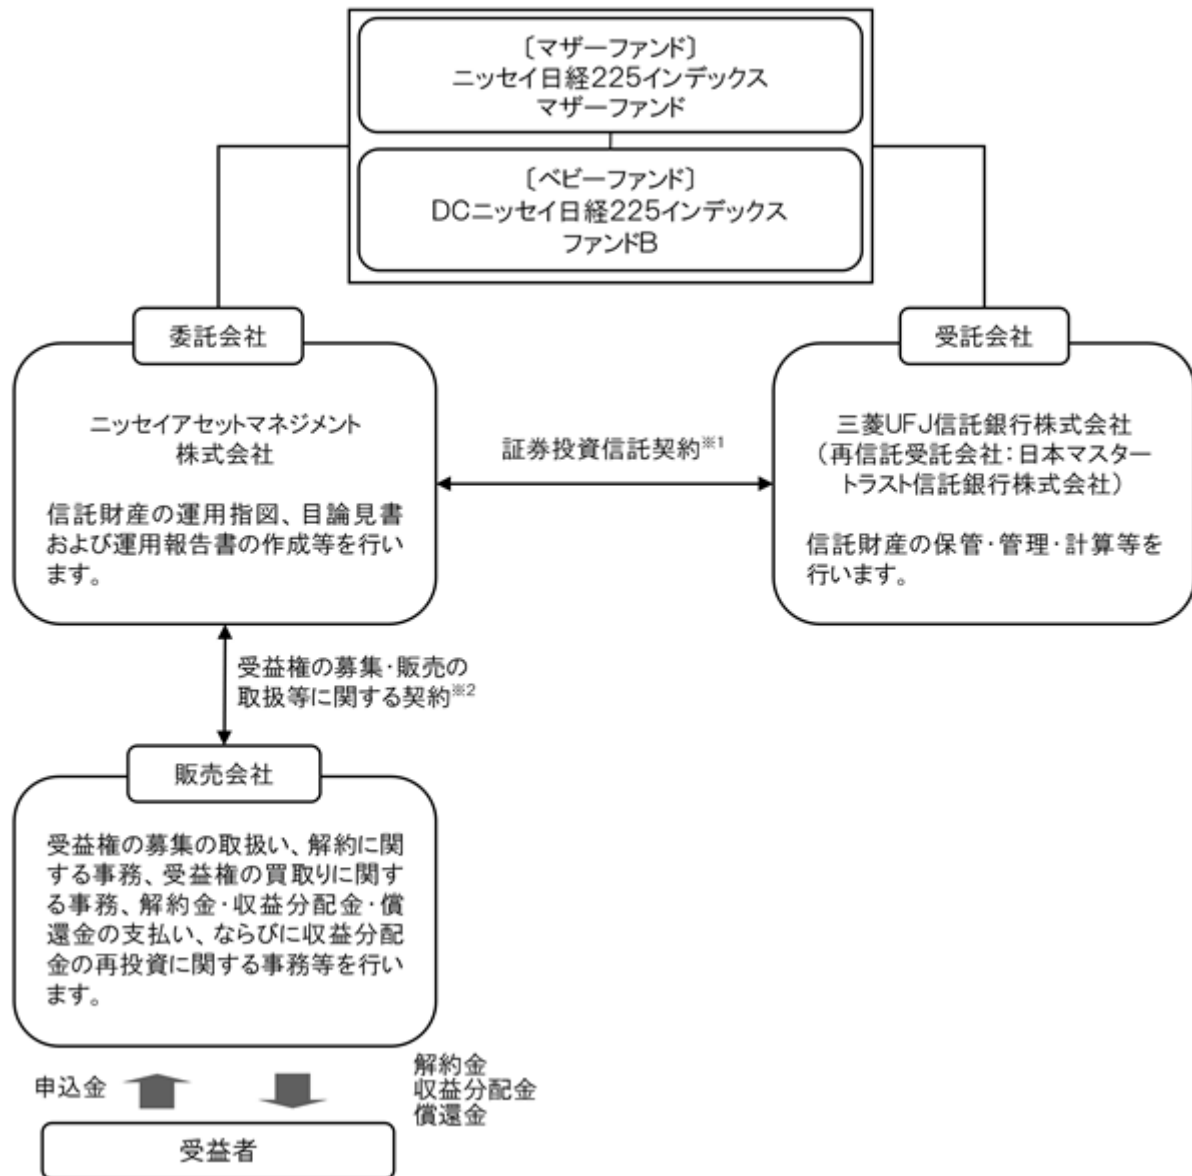 〔マザーファンド〕
ニッセイ日経225インデックス
マザーファンド
〔ベビーファンド〕
DCニッセイ日経225インデックス
ファンドB
委託会社
ニッセイアセットマネジメント
株式会社
信託財産の運用指図、目論見書
および運用報告書の作成等を行い
ます。
証券投資信託契約※1
受託会社
三菱UFJ信託銀行株式会社
（再信託受託会社：日本マスター
トラスト信託銀行株式会社）
信託財産の保管・管理・計算等を
行います。
受益権の募集・販売の
取扱等に関する契約※2
販売会社
受益権の募集の取扱い、解約に関
する事務、受益権の買取りに関す
る事務、解約金・収益分配金・償
還金の支払い、ならびに収益分配
金の再投資に関する事務等を行い
ます。
申込金
解約金
収益分配金
償還金
受益者